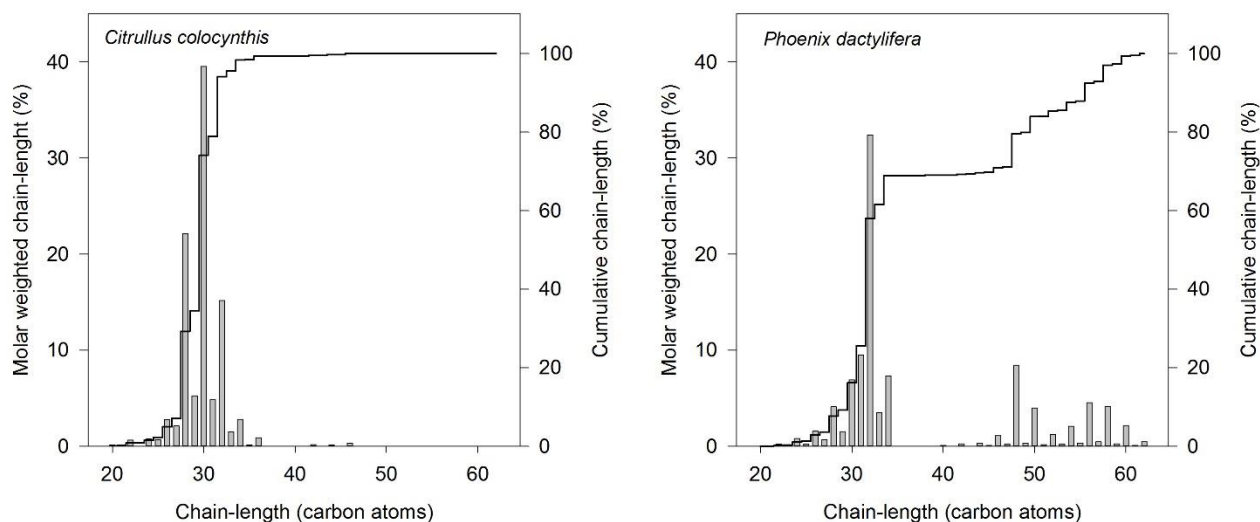 Citrullus colocynthis
Molar weighted chain-lenght (%)
40
30
20
10
0
100
80
60
40
20
0
Cumulative chain-length (%)
20 30 40 50 60
Chain-length (carbon atoms)
Phoenix dactylifera
Molar weighted chain-length (%)
40
30
20
10
0
100
80
60
40
20
0
Cumulative chain-length (%)
20 30 40 50 60
Chain-length (carbon atoms)